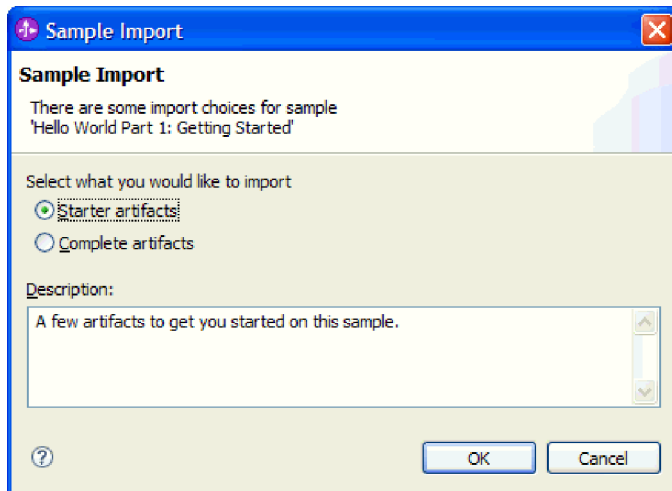 Sample Import
Sample Import
There are some import choices for sample
'Hello World Part 1: Getting Started'
Select what you would like to import
Starter artifacts
Complete artifacts
Description:
A few artifacts to get you started on this sample.
?
OK
Cancel